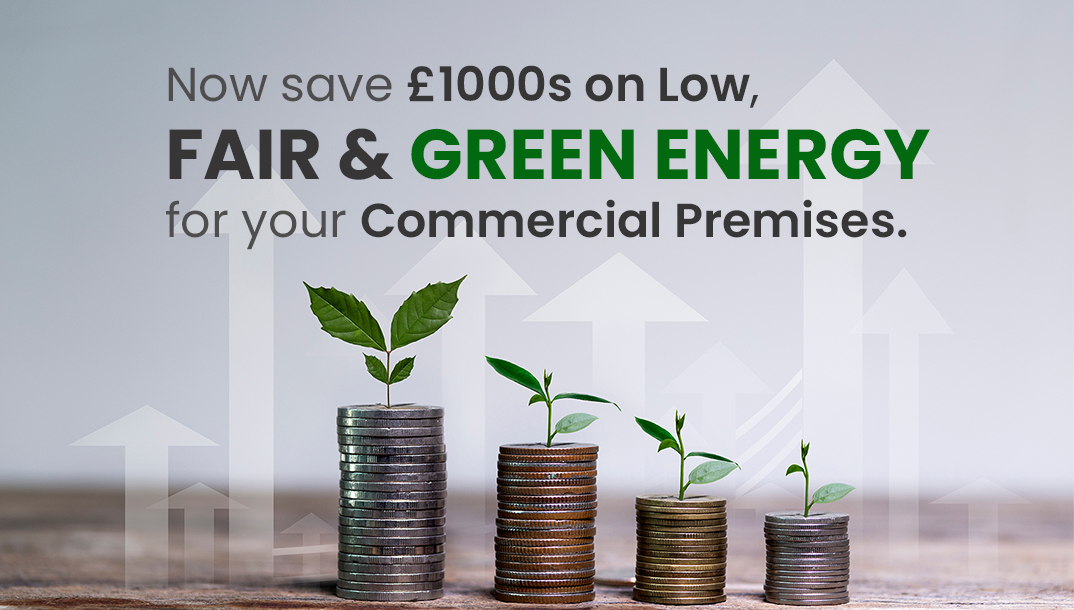 Now save £1000s on Low,
FAIR & GREEN ENERGY
for your Commercial Premises.